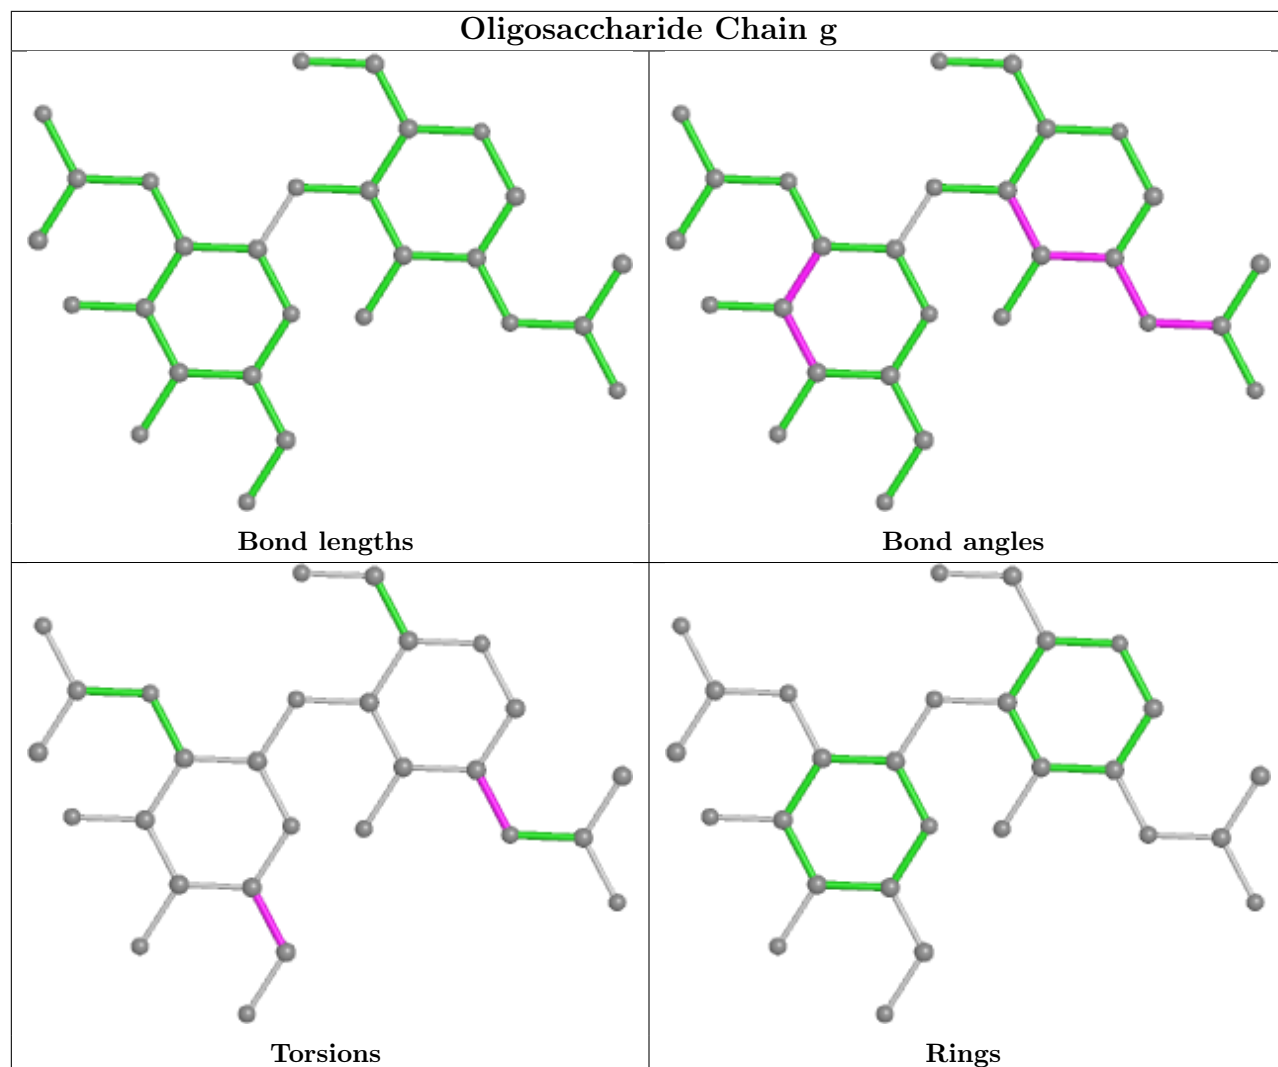 Oligosaccharide Chain g
Bond lengths
Bond angles
Torsions
Rings